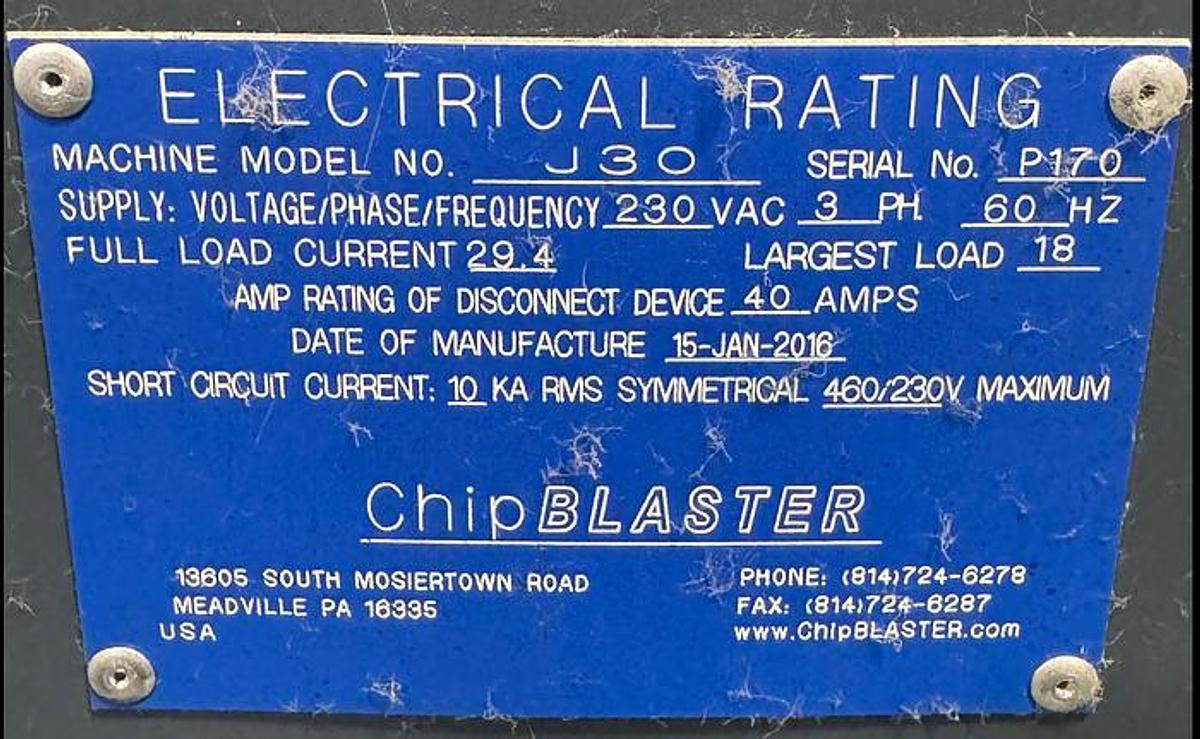 ELECTRICAL RATING
MACHINE MODEL NO. J30 SERIAL No. P170
SUPPLY: VOLTAGE/PHASE/FREQUENCY 230 VAC 3 PH. 60 HZ
FULL LOAD CURRENT 29.4 LARGEST LOAD 18
AMP RATING OF DISCONNECT DEVICE 40 AMPS
DATE OF MANUFACTURE 15-JAN-2016
SHORT CIRCUIT CURRENT: 10 KA RMS SYMMETRICAL 460/230V MAXIMUM
ChipBLASTER
13605 SOUTH MOSIERTOWN ROAD
MEADVILLE PA 16335
USA
PHONE: (814)724-6278
FAX: (814)724-6287
www.ChipBLASTER.com